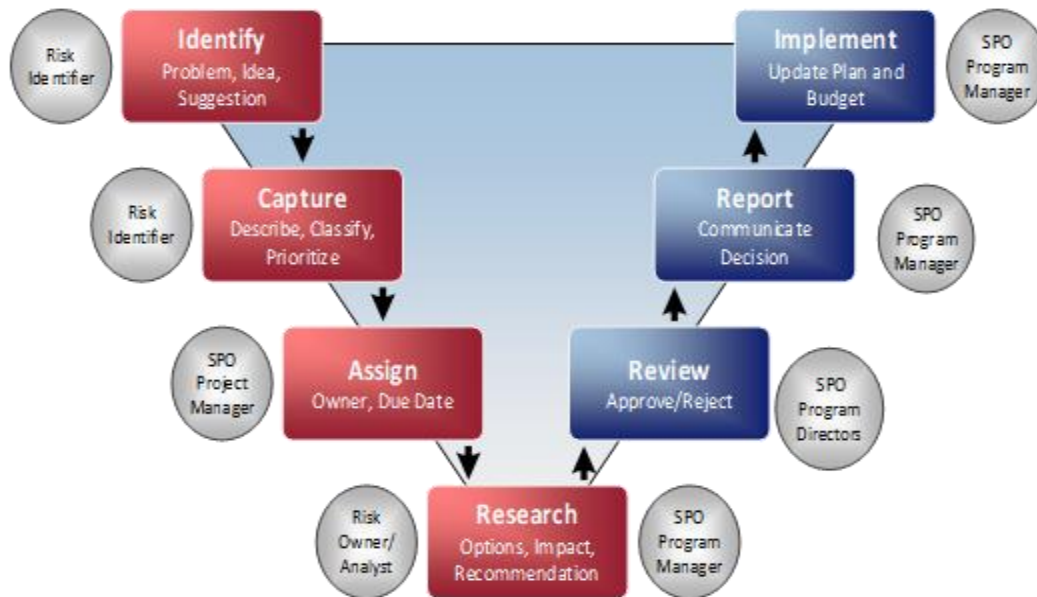 Risk
Identifier
Identify
Problem, Idea,
Suggestion
Risk
Identifier
Capture
Describe, Classify,
Prioritize
SPO
Project
Manager
Assign
Owner, Due Date
Risk
Owner/
Analyst
Research
Options, Impact,
Recommendation
SPO
Program
Manager
Review
Approve/Reject
SPO
Program
Directors
Report
Communicate
Decision
SPO
Program
Manager
Implement
Update Plan and
Budget
SPO
Program
Manager